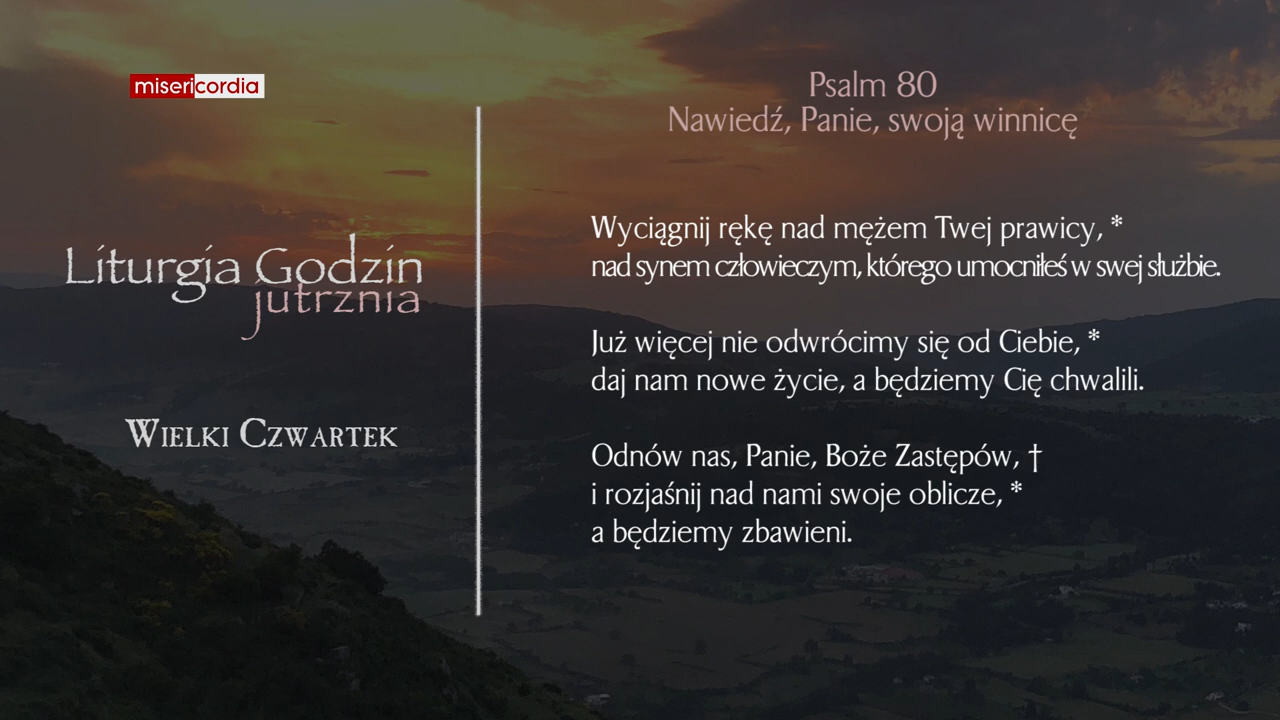 misericordia
Liturgia Godzin
jutrznia
Wielki Czwartek
Psalm 80
Nawiedź, Panie, swoją winnicę
Wyciągnij rękę nad mężem Twej prawicy, *
nad synem człowieczym, którego umocniłeś w swej służbie.
Już więcej nie odwrócimy się od Ciebie, *
daj nam nowe życie, a będziemy Cię chwalili.
Odnów nas, Panie, Boże Zastępów, †
i rozjaśnij nad nami swoje oblicze, *
a będziemy zbawieni.